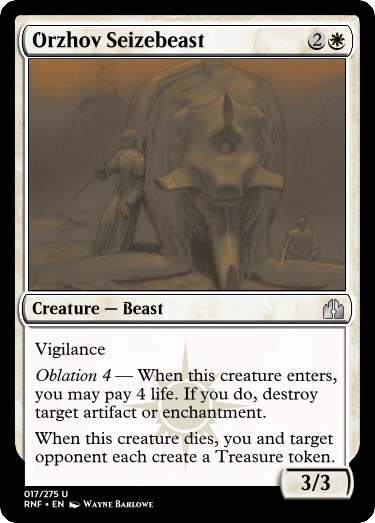 Orzhov Seizebeast 2
Creature — Beast
Vigilance
Oblation 4 — When this creature enters,
you may pay 4 life. If you do, destroy
target artifact or enchantment.
When this creature dies, you and target
opponent each create a Treasure token.
3/3
017/275 U
RNF • EN Wayne Barlowe